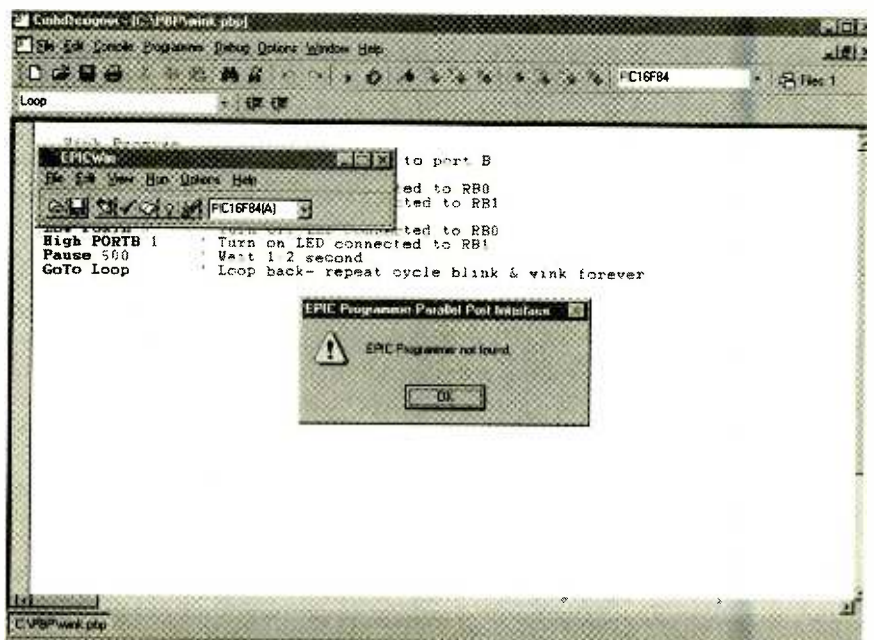 CodeDesigner - [C:\PBP\wink.pbp]
File Edit Compile Programmer Debug Options Window Help
PIC16F84
Files: 1
Loop
to port B
EPICWin
File Edit View Run Options Help
ted to RB0
ted to RB1
PIC16F84(A)
ted to RB0
High PORTB 1 ' Turn on LED connected to RB1
Pause 500 ' Wait 1 2 second
GoTo Loop ' Loop back- repeat cycle blink & wink forever
EPIC Programmer Parallel Port Interface
EPIC Programmer not found.
OK
C:\PBP\wink.pbp